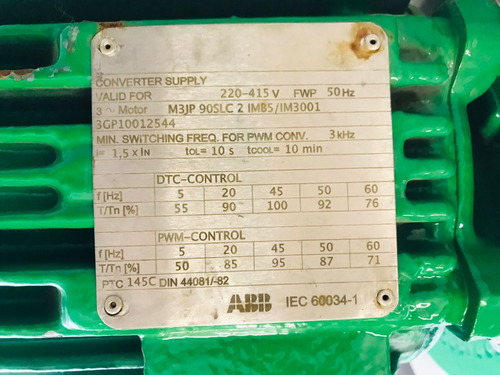 CONVERTER SUPPLY
VALID FOR 220-415 V FWP 50 Hz
3 ~ Motor M3JP 90SLC 2 IMB5/IM3001
3GP10012544
MIN. SWITCHING FREQ. FOR PWM CONV. 3 kHz
I= 1,5 x IN tOL= 10 s tCOOL= 10 min
DTC-CONTROL
f [Hz] 5 20 45 50 60
T/Tn [%] 55 90 100 92 76
PWM-CONTROL
f [Hz] 5 20 45 50 60
T/Tn [%] 50 85 95 87 71
PTC 145C DIN 44081/-82
ABB IEC 60034-1